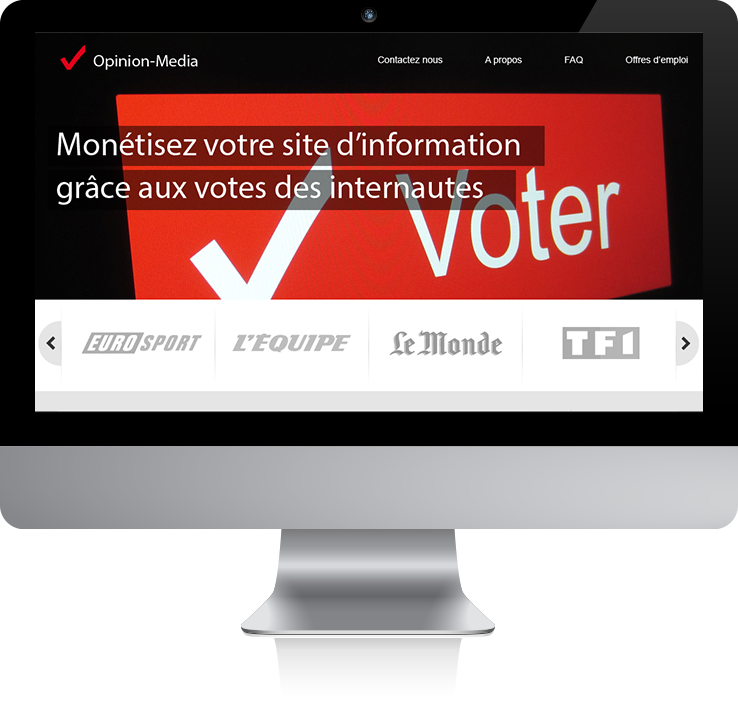 Opinion-Media
Contactez nous
A propos
FAQ
Offres d'emploi
Monétisez votre site d'information
grâce aux votes des internautes
Voter
EUROSPORT
L'ÉQUIPE
Le Monde
TF1